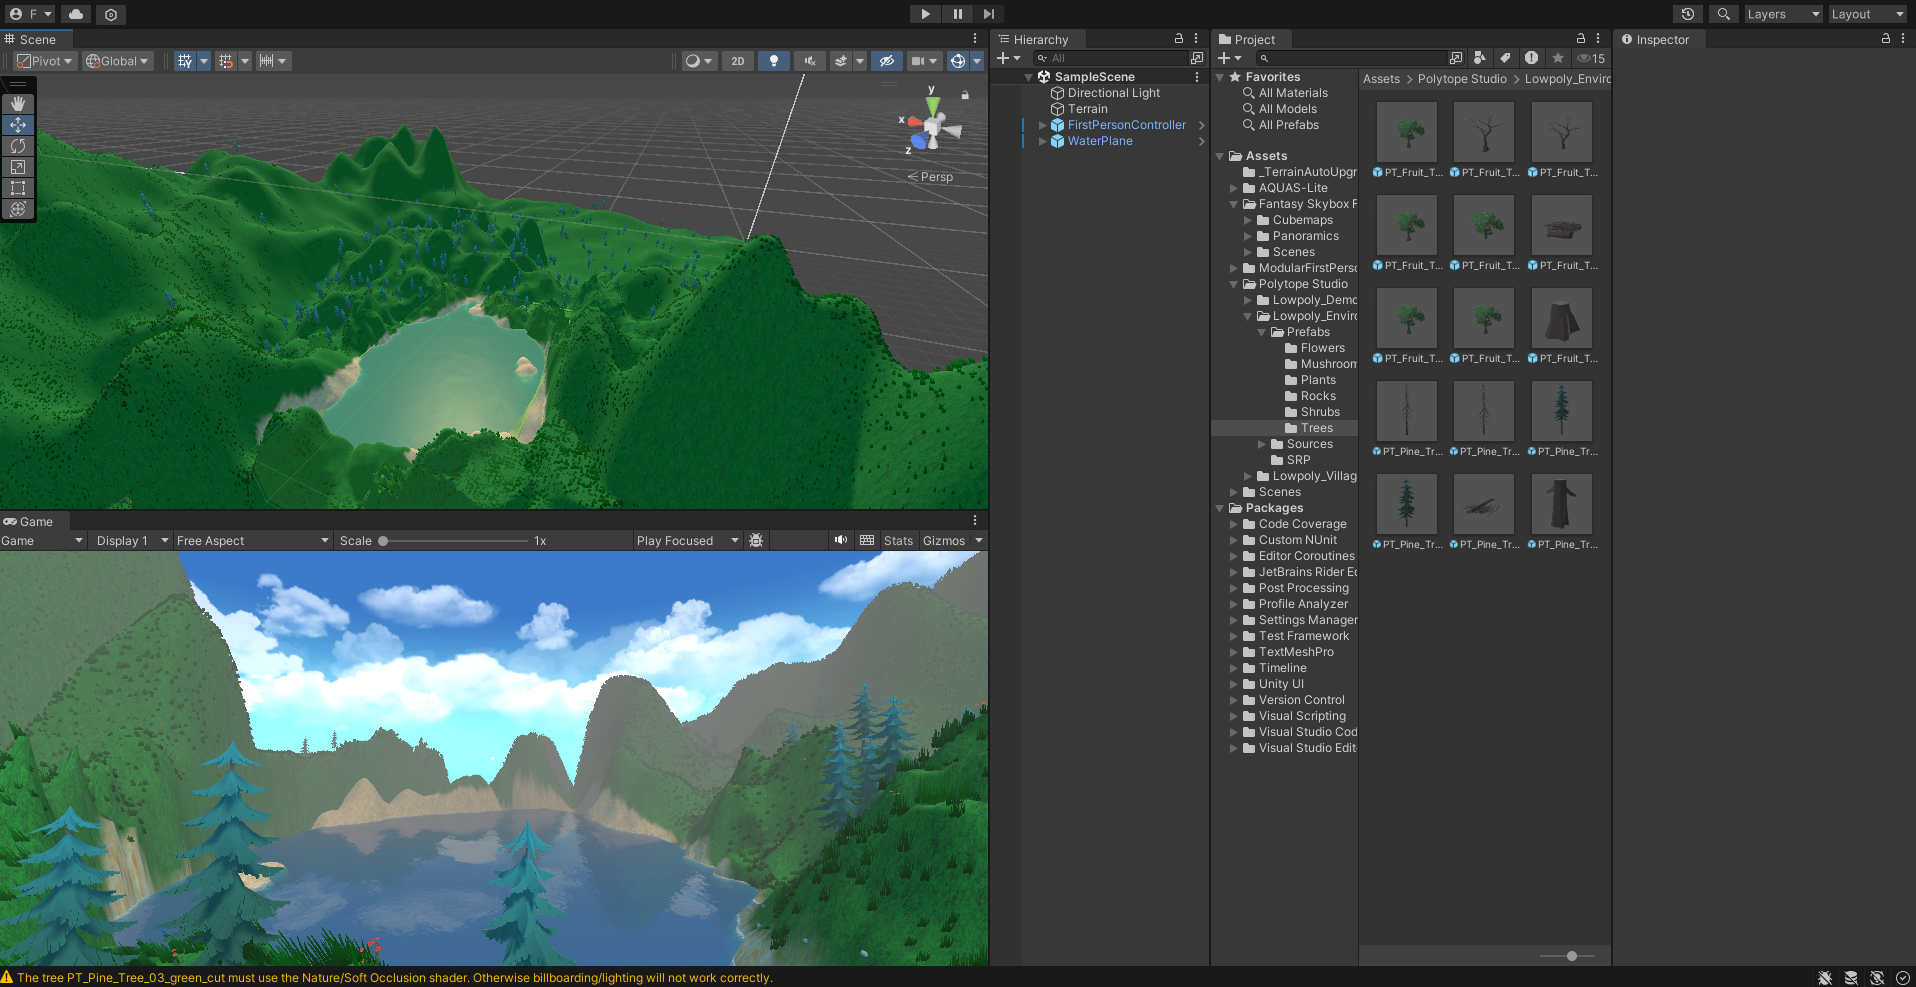 F
Layers
Layout
Scene
Pivot
Global
2D
y
x
z
Persp
Game
Game
Display 1
Free Aspect
Scale
1x
Play Focused
Stats
Gizmos
Hierarchy
All
SampleScene
Directional Light
Terrain
FirstPersonController
WaterPlane
Project
15
Favorites
All Materials
All Models
All Prefabs
Assets
_TerrainAutoUpgr
AQUAS-Lite
Fantasy Skybox F
Cubemaps
Panoramics
Scenes
ModularFirstPerso
Polytope Studio
Lowpoly_Demo
Lowpoly_Enviro
Prefabs
Flowers
Mushroom
Plants
Rocks
Shrubs
Trees
Sources
SRP
Lowpoly_Villag
Scenes
Packages
Code Coverage
Custom NUnit
Editor Coroutines
JetBrains Rider Ed
Post Processing
Profile Analyzer
Settings Manager
Test Framework
TextMeshPro
Timeline
Unity UI
Version Control
Visual Scripting
Visual Studio Cod
Visual Studio Edit
Assets > Polytope Studio > Lowpoly_Enviro
PT_Fruit_T... PT_Fruit_T... PT_Fruit_T...
PT_Fruit_T... PT_Fruit_T... PT_Fruit_T...
PT_Fruit_T... PT_Fruit_T... PT_Fruit_T...
PT_Pine_Tr... PT_Pine_Tr... PT_Pine_Tr...
PT_Pine_Tr... PT_Pine_Tr... PT_Pine_Tr...
Inspector
The tree PT_Pine_Tree_03_green_cut must use the Nature/Soft Occlusion shader. Otherwise billboarding/lighting will not work correctly.